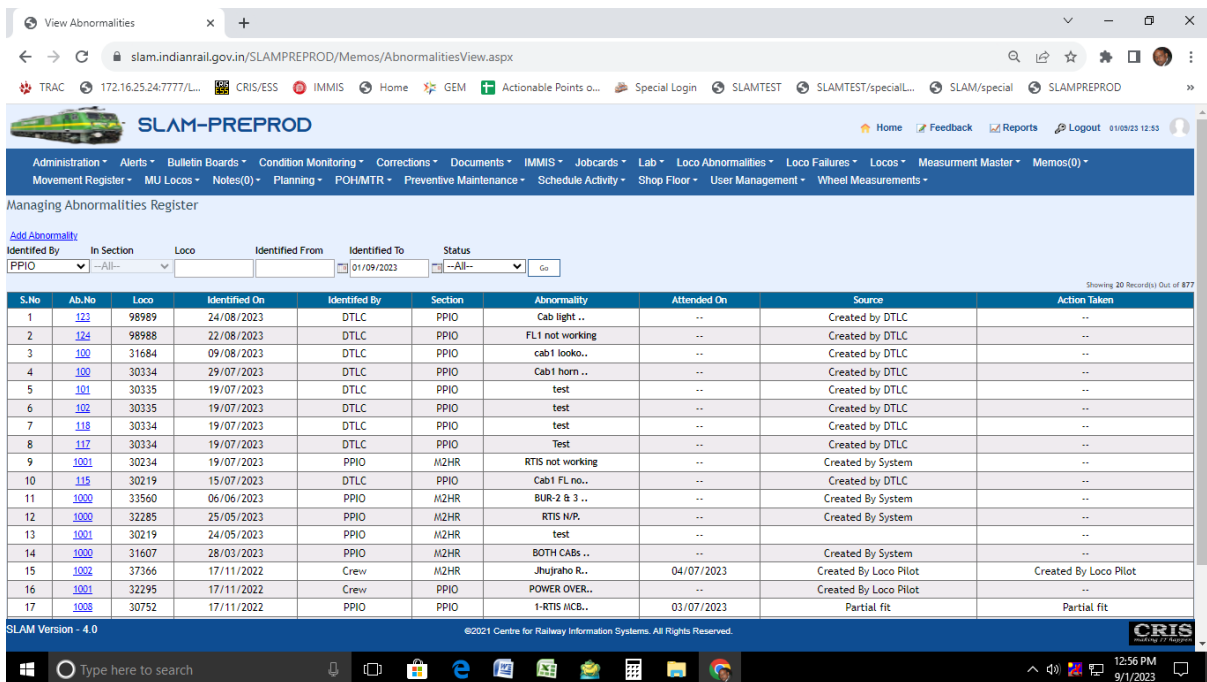 View Abnormalities
slam.indianrail.gov.in/SLAMPREPROD/Memos/AbnormalitiesView.aspx
TRAC 172.16.25.24:7777/L... CRIS/ESS IMMIS Home GEM Actionable Points o... Special Login SLAMTEST SLAMTEST/specialL... SLAM/special SLAMPREPROD »
SLAM-PREPROD
Home Feedback Reports Logout 01/09/23 12:53
Administration Alerts Bulletin Boards Condition Monitoring Corrections Documents IMMIS Jobcards Lab Loco Abnormalities Loco Failures Locos Measurment Master Memos(0)
Movement Register MU Locos Notes(0) Planning POH/MTR Preventive Maintenance Schedule Activity Shop Floor User Management Wheel Measurements
Managing Abnormalities Register
Add Abnormality
Identifed By In Section Loco Identified From Identified To Status
PPIO --All-- 01/09/2023 --All-- Go
Showing 20 Record(s) Out of 877
S.No Ab.No Loco Identified On Identifed By Section Abnormality Attended On Source Action Taken
1 123 98989 24/08/2023 DTLC PPIO Cab light .. -- Created by DTLC --
2 124 98988 22/08/2023 DTLC PPIO FL1 not working -- Created by DTLC --
3 100 31684 09/08/2023 DTLC PPIO cab1 looko.. -- Created by DTLC --
4 100 30334 29/07/2023 DTLC PPIO Cab1 horn .. -- Created by DTLC --
5 101 30335 19/07/2023 DTLC PPIO test -- Created by DTLC --
6 102 30335 19/07/2023 DTLC PPIO test -- Created by DTLC --
7 118 30334 19/07/2023 DTLC PPIO test -- Created by DTLC --
8 117 30334 19/07/2023 DTLC PPIO Test -- Created by DTLC --
9 1001 30234 19/07/2023 PPIO M2HR RTIS not working -- Created by System --
10 115 30219 15/07/2023 DTLC PPIO Cab1 FL no.. -- Created by DTLC --
11 1000 33560 06/06/2023 PPIO M2HR BUR-2 & 3 .. -- Created By System --
12 1000 32285 25/05/2023 PPIO M2HR RTIS N/P. -- Created By System --
13 1001 30219 24/05/2023 PPIO M2HR test -- --
14 1000 31607 28/03/2023 PPIO M2HR BOTH CABs .. -- Created By System --
15 1002 37366 17/11/2022 Crew M2HR Jhujraho R.. 04/07/2023 Created By Loco Pilot Created By Loco Pilot
16 1001 32295 17/11/2022 Crew PPIO POWER OVER.. -- Created By Loco Pilot --
17 1008 30752 17/11/2022 PPIO PPIO 1-RTIS MCB.. 03/07/2023 Partial fit Partial fit
SLAM Version - 4.0 ©2021 Centre for Railway Information Systems. All Rights Reserved. CRIS
making IT happen
Type here to search 12:56 PM
9/1/2023